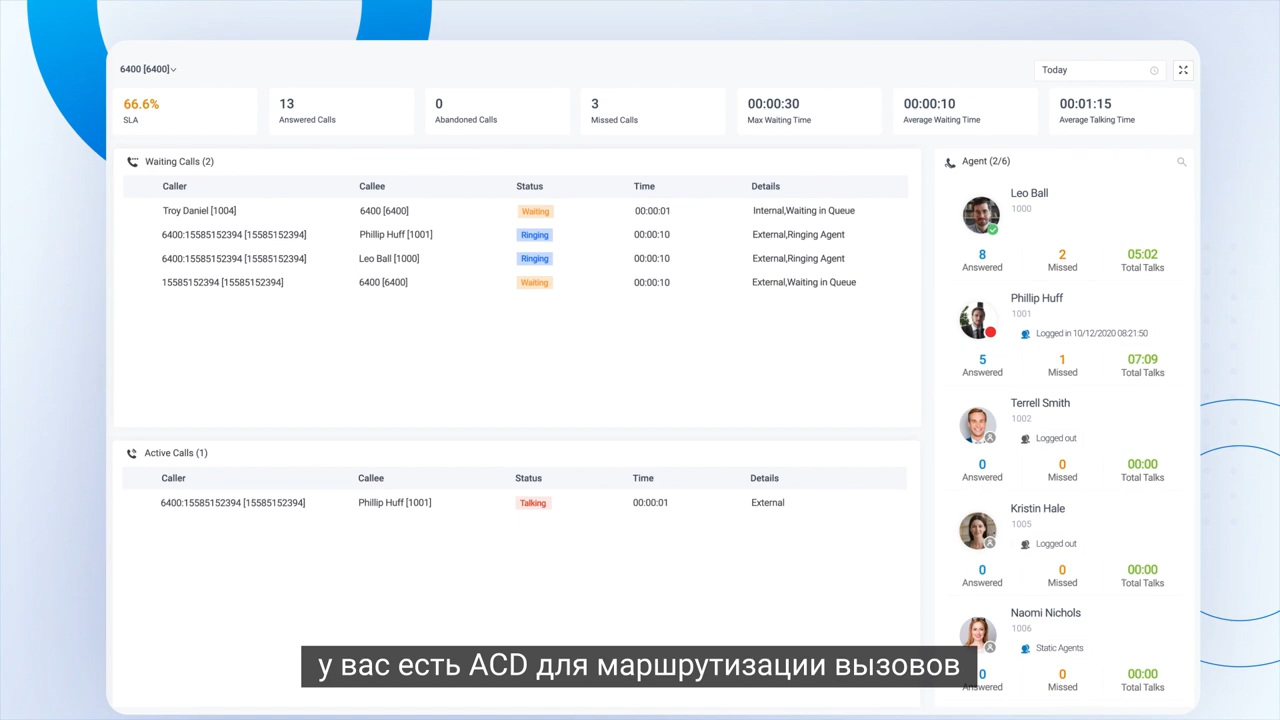 6400 [6400]
Today
66.6%
SLA
13
Answered Calls
0
Abandoned Calls
3
Missed Calls
00:00:30
Max Waiting Time
00:00:10
Average Waiting Time
00:01:15
Average Talking Time
Waiting Calls (2)
Caller Callee Status Time Details
Troy Daniel [1004] 6400 [6400] Waiting 00:00:01 Internal,Waiting in Queue
6400:15585152394 [15585152394] Phillip Huff [1001] Ringing 00:00:10 External,Ringing Agent
6400:15585152394 [15585152394] Leo Ball [1000] Ringing 00:00:10 External,Ringing Agent
15585152394 [15585152394] 6400 [6400] Waiting 00:00:10 External,Waiting in Queue
Active Calls (1)
Caller Callee Status Time Details
6400:15585152394 [15585152394] Phillip Huff [1001] Talking 00:00:01 External
Agent (2/6)
Leo Ball
1000
8 2 05:02
Answered Missed Total Talks
Phillip Huff
1001
Logged in 10/12/2020 08:21:50
5 1 07:09
Answered Missed Total Talks
Terrell Smith
1002
Logged out
0 0 00:00
Answered Missed Total Talks
Kristin Hale
1005
Logged out
0 0 00:00
Answered Missed Total Talks
Naomi Nichols
1006
Static Agents
0 0 00:00
Answered Missed Total Talks
у вас есть ACD для маршрутизации вызовов